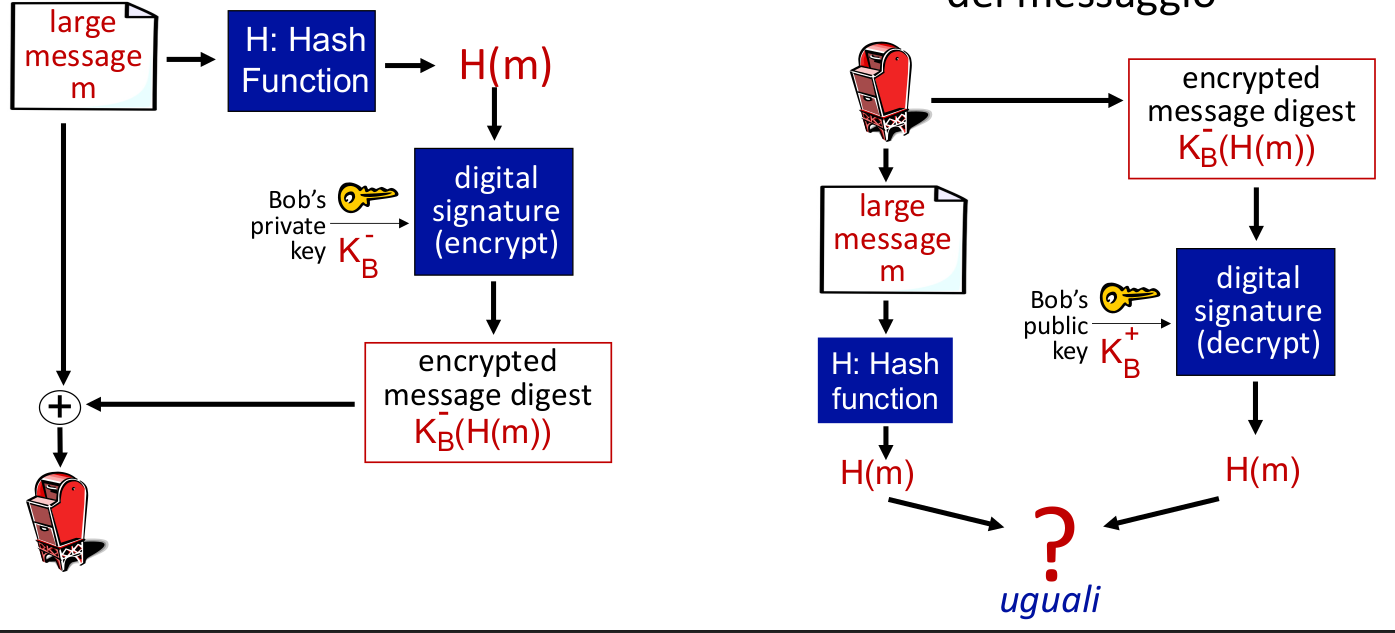 dei messaggio
large
message
m
H: Hash
Function
H(m)
Bob's
private
key
K_B^-
digital
signature
(encrypt)
encrypted
message digest
K_B^-(H(m))
+
encrypted
message digest
K_B^-(H(m))
large
message
m
Bob's
public
key
K_B^+
digital
signature
(decrypt)
H: Hash
function
H(m)
H(m)
?
uguali